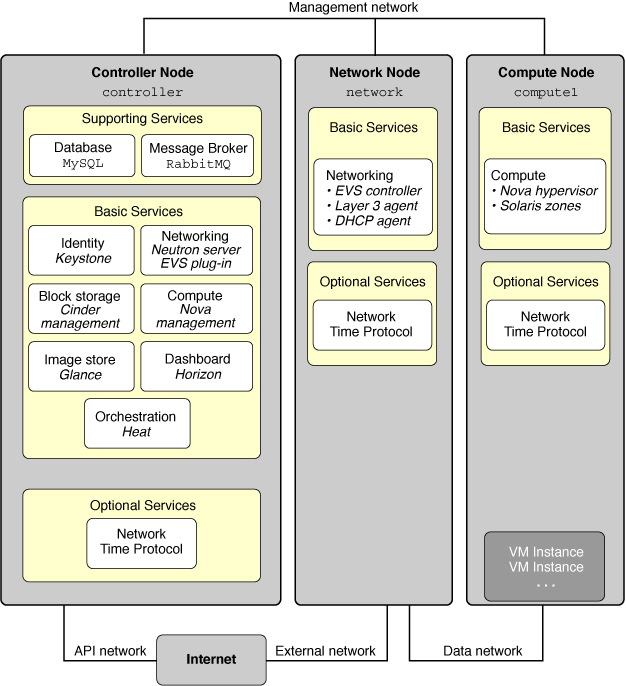 Management network
Controller Node
controller
Supporting Services
Database
MySQL
Message Broker
RabbitMQ
Basic Services
Identity
Keystone
Networking
Neutron server
EVS plug-in
Block storage
Cinder
management
Compute
Nova
management
Image store
Glance
Dashboard
Horizon
Orchestration
Heat
Optional Services
Network
Time Protocol
Network Node
network
Basic Services
Networking
• EVS controller
• Layer 3 agent
• DHCP agent
Optional Services
Network
Time Protocol
Compute Node
compute1
Basic Services
Compute
• Nova hypervisor
• Solaris zones
Optional Services
Network
Time Protocol
VM Instance
VM Instance
. . .
API network
Internet
External network
Data network